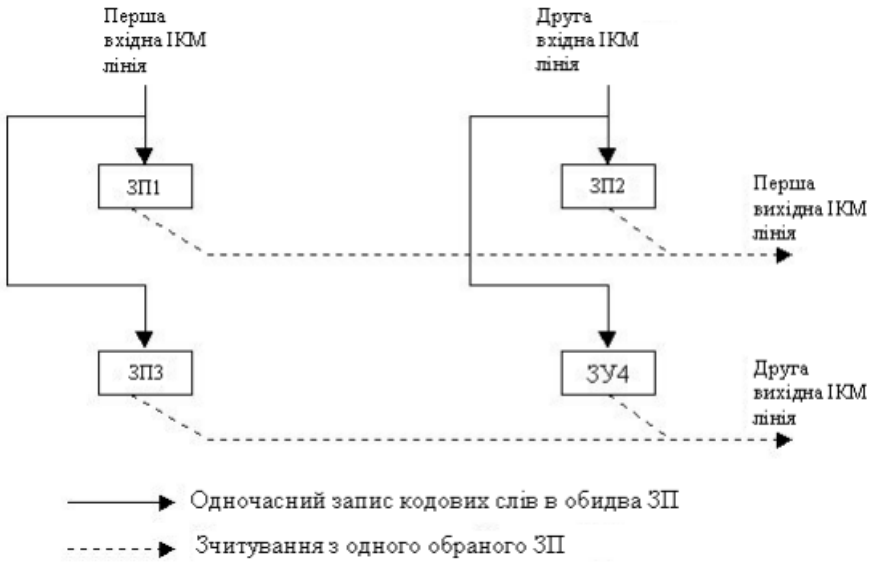 Перша
вхідна ІКМ
лінія
Друга
вхідна ІКМ
лінія
ЗП1
ЗП2
Перша
вихідна ІКМ
лінія
ЗП3
ЗУ4
Друга
вихідна ІКМ
лінія
Одночасний запис кодових слів в обидва ЗП
Зчитування з одного обраного ЗП